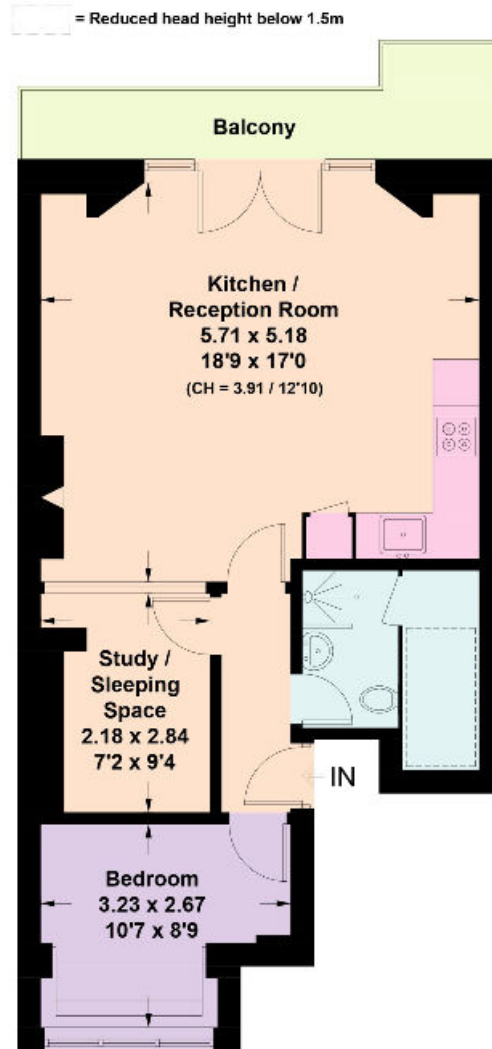 = Reduced head height below 1.5m
Balcony
Kitchen /
Reception Room
5.71 x 5.18
18'9 x 17'0
(CH = 3.91 / 12'10)
Study /
Sleeping
Space
2.18 x 2.84
7'2 x 9'4
IN
Bedroom
3.23 x 2.67
10'7 x 8'9